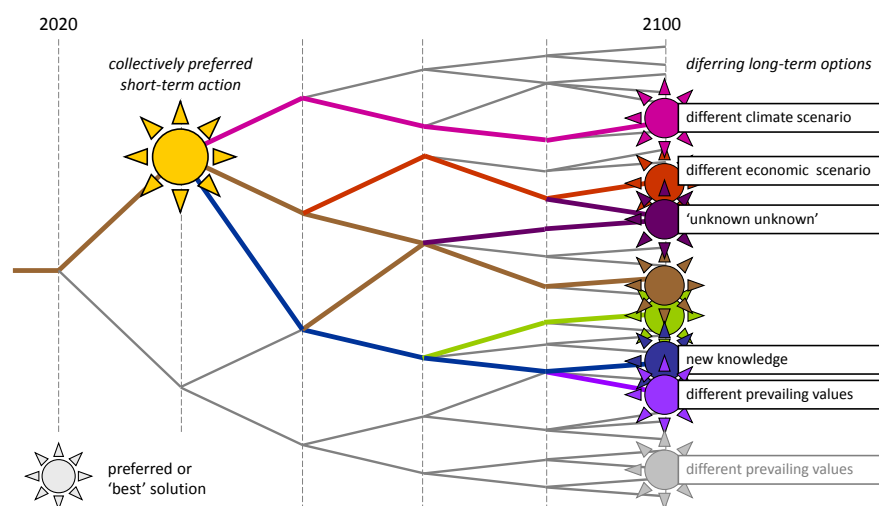 2020
2100
collectively preferred
short-term action
diferring long-term options
different climate scenario
different economic  scenario
‘unknown unknown’
new knowledge
different prevailing values
different prevailing values
preferred or
‘best’ solution